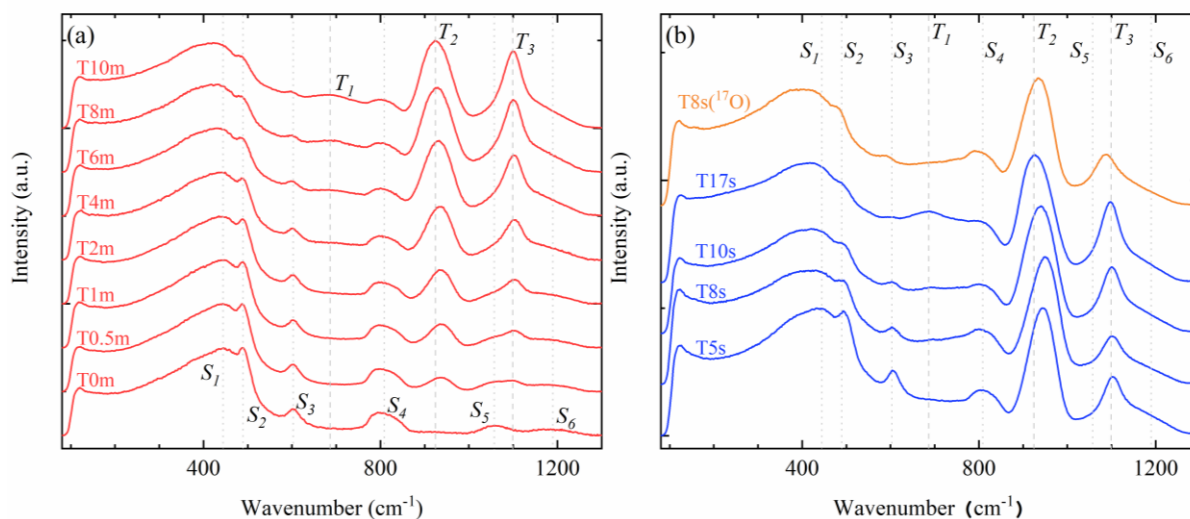 (a)
T₂
T₃
T10m
T₁
T8m
T6m
T4m
T2m
T1m
T0.5m
T0m
S₁
S₂
S₃
S₄
S₅
S₆
Intensity (a.u.)
400
800
1200
Wavenumber (cm⁻¹)
(b)
S₁
S₂
S₃
T₁
S₄
T₂
S₅
T₃
S₆
T8s(¹⁷O)
T17s
T10s
T8s
T5s
Intensity (a.u.)
400
800
1200
Wavenumber (cm⁻¹)